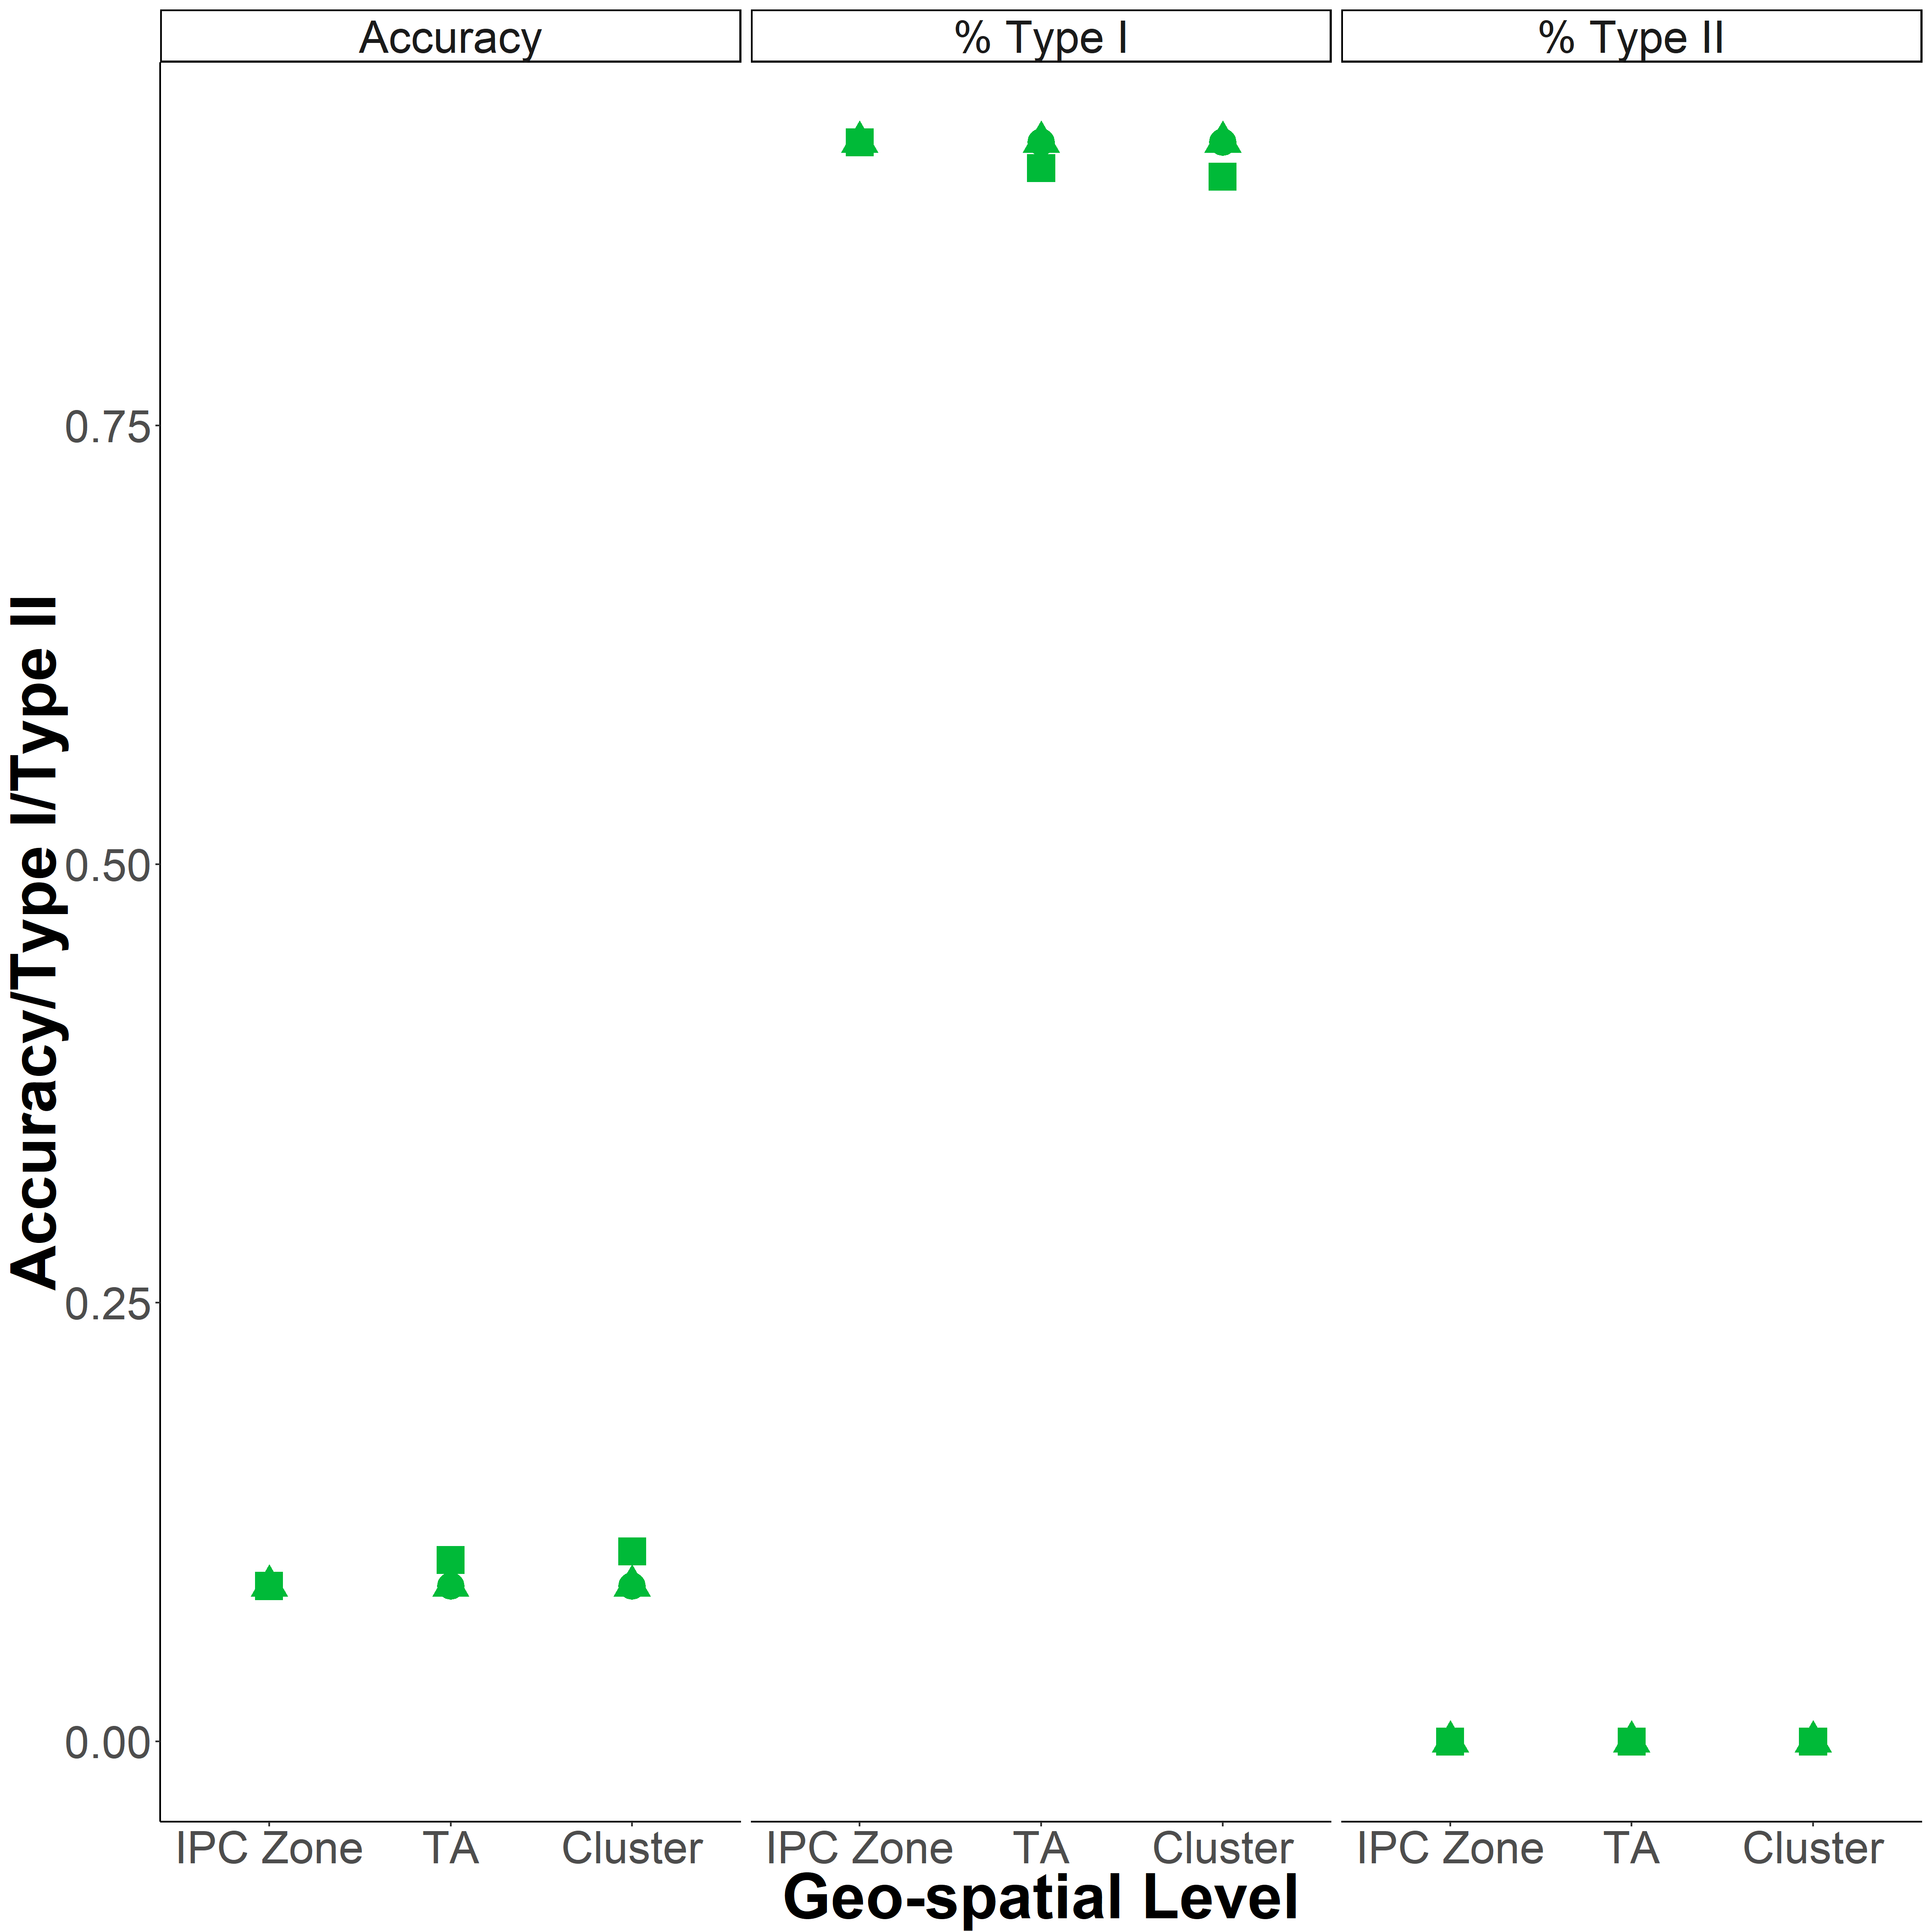 Accuracy % Type I % Type II
Accuracy/Type I/Type II
0.75
0.50
0.25
0.00
IPC Zone TA Cluster IPC Zone TA Cluster IPC Zone TA Cluster
Geo-spatial Level